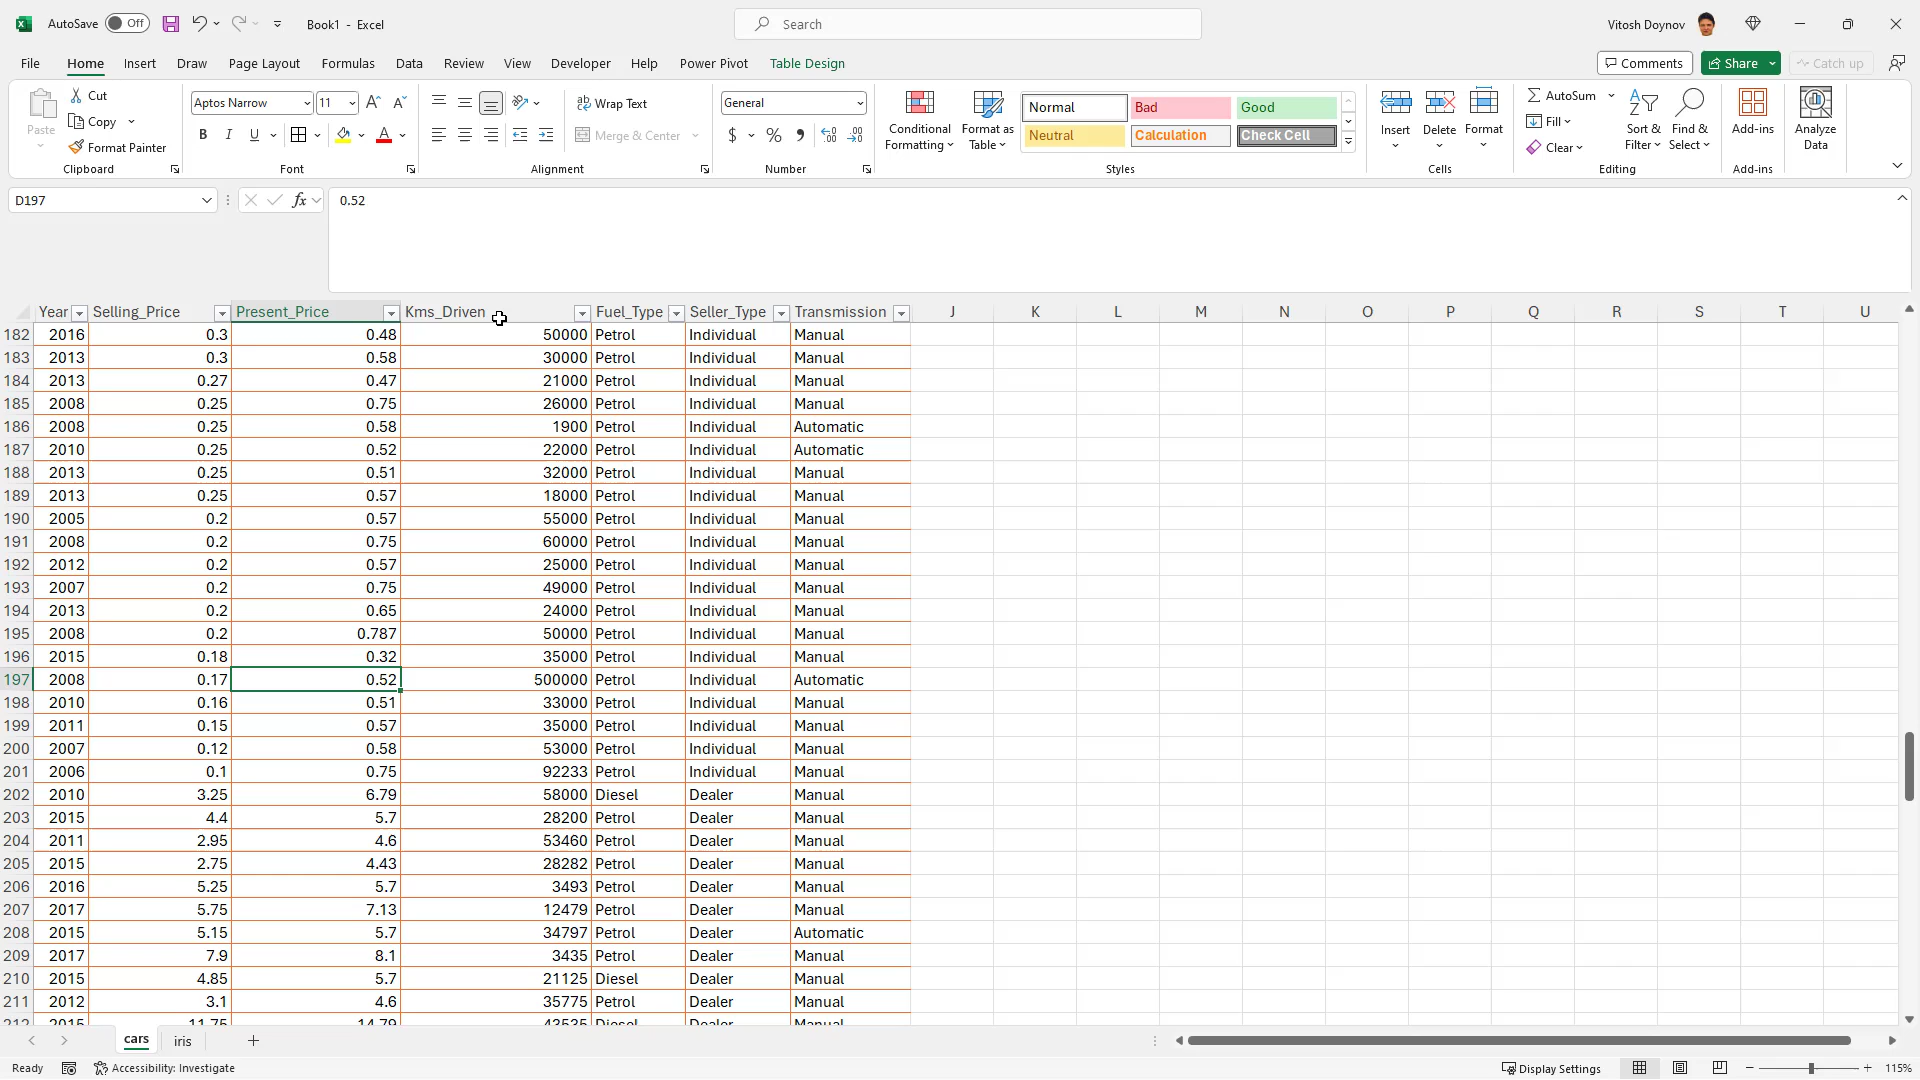 AutoSave Off Book1 - Excel Search Vitosh Doynov
File Home Insert Draw Page Layout Formulas Data Review View Developer Help Power Pivot Table Design Comments Share Catch up
Paste Cut Copy Format Painter Clipboard
Aptos Narrow 11 B I U A Font
ab Wrap Text Merge & Center Alignment
General $ % , Number
Conditional Formatting Format as Table Normal Bad Good Neutral Calculation Check Cell Styles
Insert Delete Format Cells
AutoSum Fill Clear Sort & Filter Find & Select Editing
Add-ins Add-ins Analyze Data
D197 fx 0.52
Year Selling_Price Present_Price Kms_Driven Fuel_Type Seller_Type Transmission J K L M N O P Q R S T U
182 2016 0.3 0.48 50000 Petrol Individual Manual
183 2013 0.3 0.58 30000 Petrol Individual Manual
184 2013 0.27 0.47 21000 Petrol Individual Manual
185 2008 0.25 0.75 26000 Petrol Individual Manual
186 2008 0.25 0.58 1900 Petrol Individual Automatic
187 2010 0.25 0.52 22000 Petrol Individual Automatic
188 2013 0.25 0.51 32000 Petrol Individual Manual
189 2013 0.25 0.57 18000 Petrol Individual Manual
190 2005 0.2 0.57 55000 Petrol Individual Manual
191 2008 0.2 0.75 60000 Petrol Individual Manual
192 2012 0.2 0.57 25000 Petrol Individual Manual
193 2007 0.2 0.75 49000 Petrol Individual Manual
194 2013 0.2 0.65 24000 Petrol Individual Manual
195 2008 0.2 0.787 50000 Petrol Individual Manual
196 2015 0.18 0.32 35000 Petrol Individual Manual
197 2008 0.17 0.52 500000 Petrol Individual Automatic
198 2010 0.16 0.51 33000 Petrol Individual Manual
199 2011 0.15 0.57 35000 Petrol Individual Manual
200 2007 0.12 0.58 53000 Petrol Individual Manual
201 2006 0.1 0.75 92233 Petrol Individual Manual
202 2010 3.25 6.79 58000 Diesel Dealer Manual
203 2015 4.4 5.7 28200 Petrol Dealer Manual
204 2011 2.95 4.6 53460 Petrol Dealer Manual
205 2015 2.75 4.43 28282 Petrol Dealer Manual
206 2016 5.25 5.7 3493 Petrol Dealer Manual
207 2017 5.75 7.13 12479 Petrol Dealer Manual
208 2015 5.15 5.7 34797 Petrol Dealer Automatic
209 2017 7.9 8.1 3435 Petrol Dealer Manual
210 2015 4.85 5.7 21125 Diesel Dealer Manual
211 2012 3.1 4.6 35775 Petrol Dealer Manual
212 2015 11.75 14.79 43535 Diesel Dealer Manual
cars iris
Ready Accessibility: Investigate Display Settings 115%